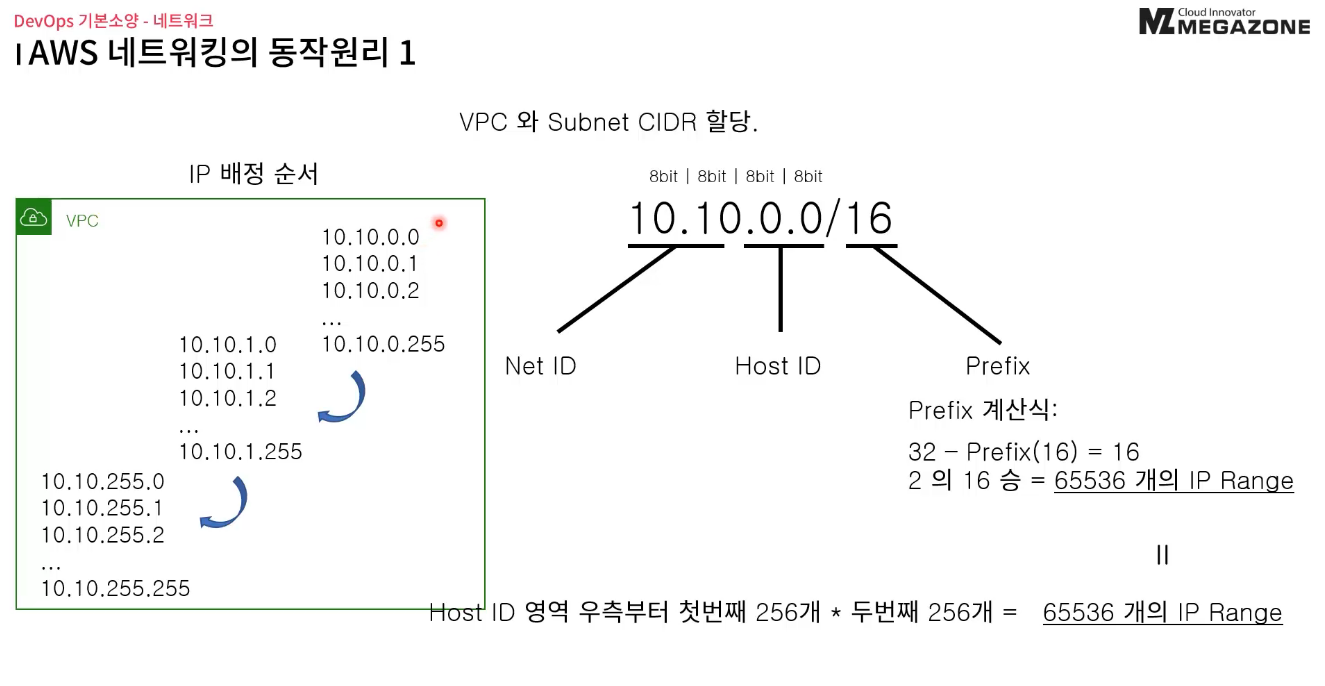 DevOps 기본소양 - 네트워크
I AWS 네트워킹의 동작원리 1
Cloud Innovator
MEGAZONE
VPC 와 Subnet CIDR 할당.
IP 배정 순서
VPC
10.10.0.0
10.10.0.1
10.10.0.2
...
10.10.0.255
10.10.1.0
10.10.1.1
10.10.1.2
...
10.10.1.255
10.10.255.0
10.10.255.1
10.10.255.2
...
10.10.255.255
8bit | 8bit | 8bit | 8bit
10.10.0.0/16
Net ID
Host ID
Prefix
Prefix 계산식:
32 – Prefix(16) = 16
2 의 16 승 = 65536 개의 IP Range
=
Host ID 영역 우측부터 첫번째 256개 * 두번째 256개 = 65536 개의 IP Range